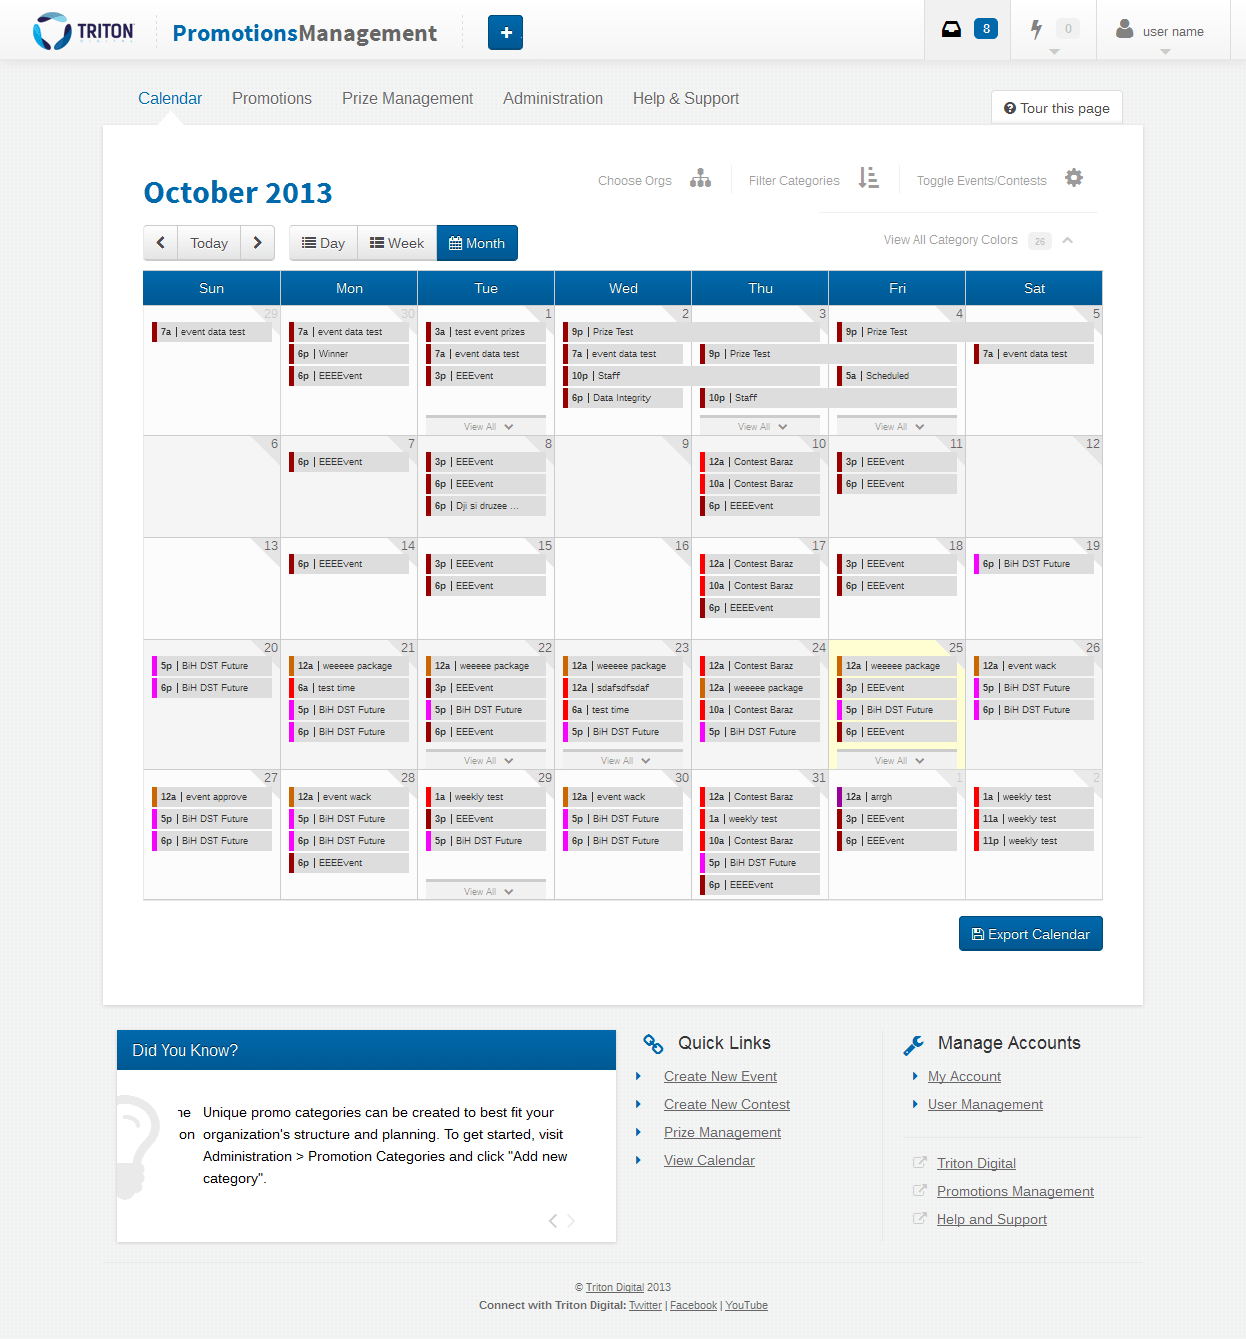 TRITON
PromotionsManagement
8
0
user name
Calendar
Promotions
Prize Management
Administration
Help & Support
Tour this page
October 2013
Choose Orgs
Filter Categories
Toggle Events/Contests
Today
Day
Week
Month
View All Category Colors 26
Sun Mon Tue Wed Thu Fri Sat
29
7a | event data test
30
7a | event data test
6p | Winner
6p | EEEEvent
1
3a | test event prizes
7a | event data test
3p | EEEvent
View All
2
9p | Prize Test
7a | event data test
10p | Staff
6p | Data Integrity
3
9p | Prize Test
10p | Staff
View All
4
9p | Prize Test
5a | Scheduled
View All
5
7a | event data test
6
7
6p | EEEEvent
8
3p | EEEvent
6p | EEEvent
6p | Dji si druzee ...
9
10
12a | Contest Baraz
10a | Contest Baraz
6p | EEEEvent
11
3p | EEEvent
6p | EEEvent
12
13
14
6p | EEEEvent
15
3p | EEEvent
6p | EEEvent
16
17
12a | Contest Baraz
10a | Contest Baraz
6p | EEEEvent
18
3p | EEEvent
6p | EEEvent
19
6p | BiH DST Future
20
5p | BiH DST Future
6p | BiH DST Future
21
12a | weeeee package
6a | test time
5p | BiH DST Future
6p | BiH DST Future
22
12a | weeeee package
3p | EEEvent
5p | BiH DST Future
6p | EEEvent
View All
23
12a | weeeee package
12a | sdafsdfsdaf
6a | test time
5p | BiH DST Future
View All
24
12a | Contest Baraz
12a | weeeee package
10a | Contest Baraz
5p | BiH DST Future
25
12a | weeeee package
3p | EEEvent
5p | BiH DST Future
6p | EEEvent
View All
26
12a | event wack
5p | BiH DST Future
6p | BiH DST Future
27
12a | event approve
5p | BiH DST Future
6p | BiH DST Future
28
12a | event wack
5p | BiH DST Future
6p | BiH DST Future
6p | EEEEvent
29
1a | weekly test
3p | EEEvent
5p | BiH DST Future
View All
30
12a | event wack
5p | BiH DST Future
6p | BiH DST Future
31
12a | Contest Baraz
1a | weekly test
10a | Contest Baraz
5p | BiH DST Future
6p | EEEEvent
1
12a | arrgh
3p | EEEvent
6p | EEEvent
2
1a | weekly test
11a | weekly test
11p | weekly test
Export Calendar
Did You Know?
ne Unique promo categories can be created to best fit your
on organization's structure and planning. To get started, visit
Administration > Promotion Categories and click "Add new
category".
Quick Links
Create New Event
Create New Contest
Prize Management
View Calendar
Manage Accounts
My Account
User Management
Triton Digital
Promotions Management
Help and Support
© Triton Digital 2013
Connect with Triton Digital: Twitter | Facebook | YouTube